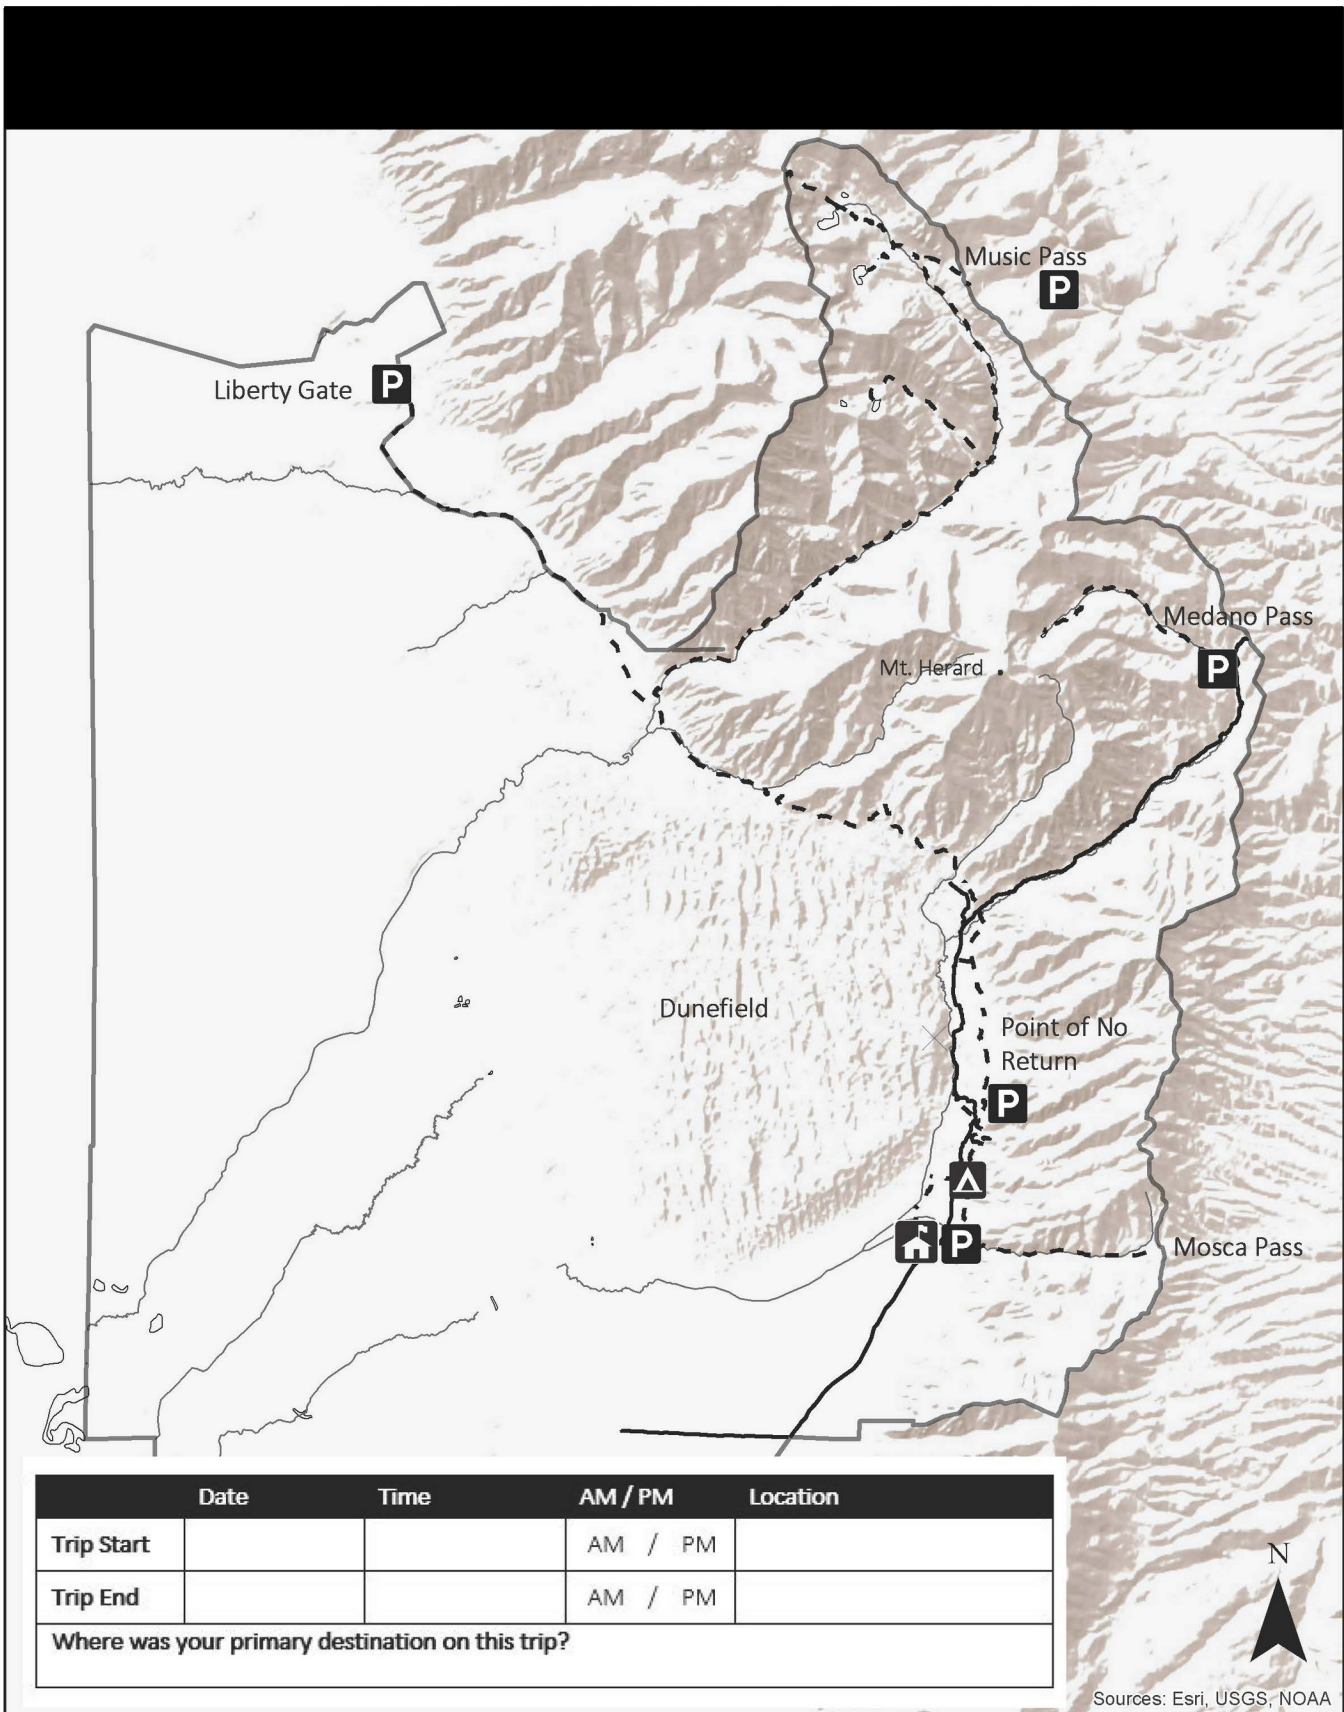 Music Pass
P
Liberty Gate
P
Medano Pass
P
Mt. Herard
Dunefield
Point of No
Return
P
P
Mosca Pass
Date Time AM / PM Location
Trip Start AM / PM
Trip End AM / PM
Where was your primary destination on this trip?
N
Sources: Esri, USGS, NOAA